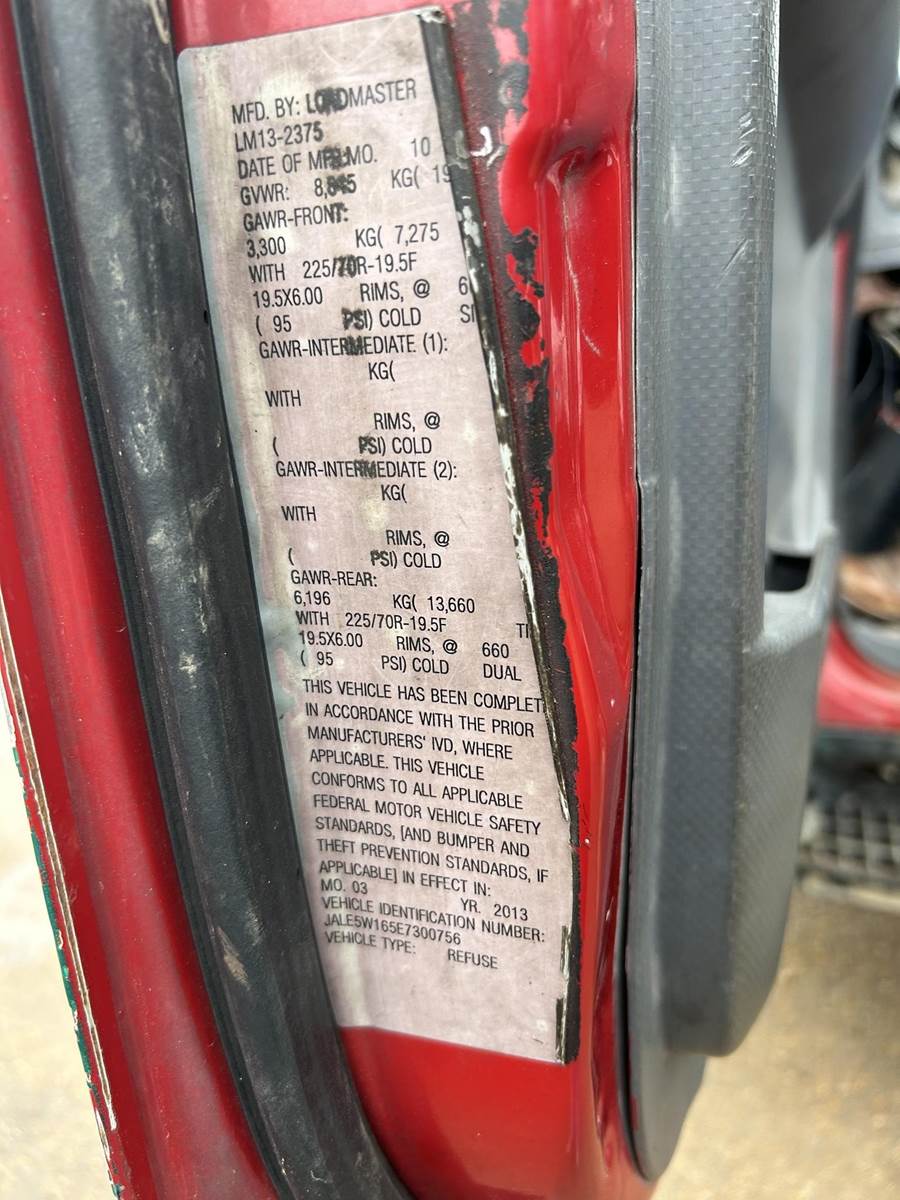 MFD. BY: LOADMASTER
LM13-2375
DATE OF MFR: MO. 10
GVWR: 8,845 KG( 19
GAWR-FRONT:
3,300 KG( 7,275
WITH 225/70R-19.5F
19.5X6.00 RIMS, @ 6
( 95 PSI) COLD SI
GAWR-INTERMEDIATE (1):
KG(
WITH
RIMS, @
( PSI) COLD
GAWR-INTERMEDIATE (2):
KG(
WITH
RIMS, @
( PSI) COLD
GAWR-REAR:
6,196 KG( 13,660
WITH 225/70R-19.5F TI
19.5X6.00 RIMS, @ 660
( 95 PSI) COLD DUAL
THIS VEHICLE HAS BEEN COMPLET
IN ACCORDANCE WITH THE PRIOR
MANUFACTURERS' IVD, WHERE
APPLICABLE. THIS VEHICLE
CONFORMS TO ALL APPLICABLE
FEDERAL MOTOR VEHICLE SAFETY
STANDARDS, [AND BUMPER AND
THEFT PREVENTION STANDARDS, IF
APPLICABLE] IN EFFECT IN:
MO. 03 YR. 2013
VEHICLE IDENTIFICATION NUMBER:
JALE5W165E7300756
VEHICLE TYPE: REFUSE